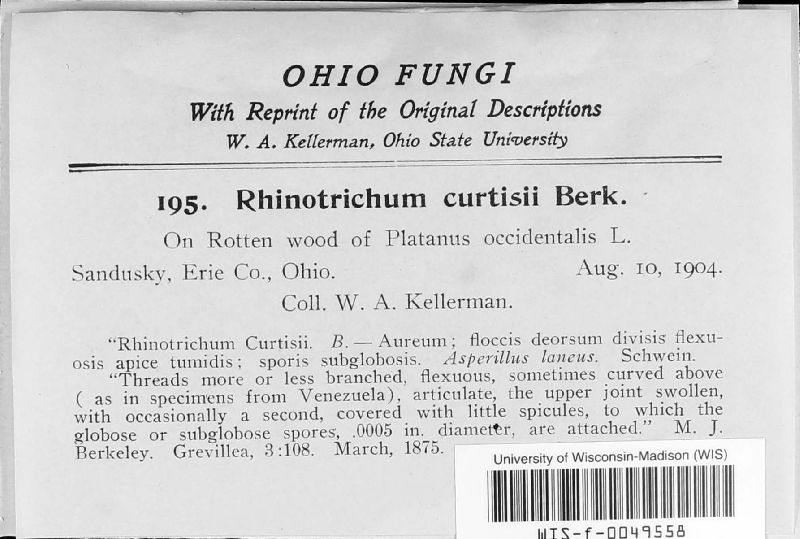 OHIO FUNGI
With Reprint of the Original Descriptions
W. A. Kellerman, Ohio State University
195. Rhinotrichum curtisii Berk.
On Rotten wood of Platanus occidentalis L.
Sandusky, Erie Co., Ohio. Aug. 10, 1904.
Coll. W. A. Kellerman.
“Rhinotrichum Curtisii. B. — Aureum; floccis deorsum divisis flexu-
osis apice tumidis; sporis subglobosis. Asperillus laneus. Schwein.
“Threads more or less branched, flexuous, sometimes curved above
( as in specimens from Venezuela), articulate, the upper joint swollen,
with occasionally a second, covered with little spicules, to which the
globose or subglobose spores, .0005 in. diameter, are attached.” M. J.
Berkeley. Grevillea, 3:108. March, 1875.
University of Wisconsin-Madison (WIS)
WIS-f-0049558